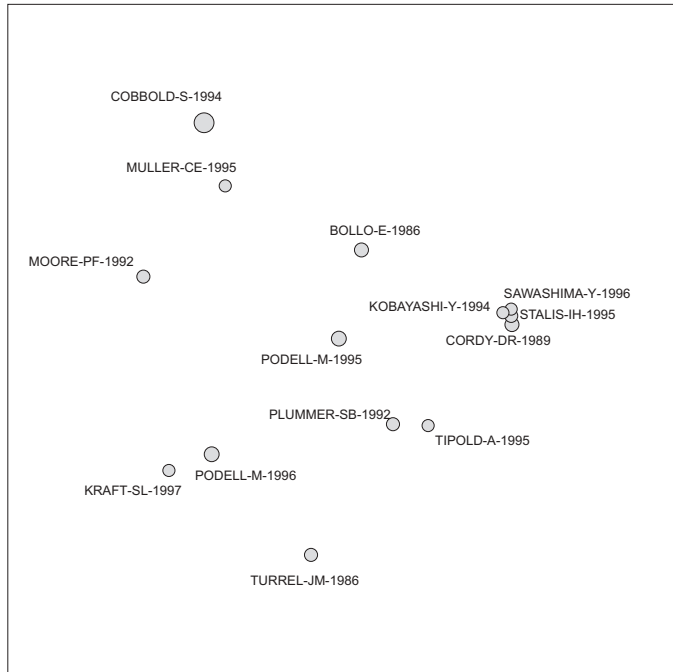 COBBOLD-S-1994
MULLER-CE-1995
BOLLO-E-1986
MOORE-PF-1992
SAWASHIMA-Y-1996
KOBAYASHI-Y-1994
STALIS-IH-1995
CORDY-DR-1989
PODELL-M-1995
PLUMMER-SB-1992
TIPOLD-A-1995
PODELL-M-1996
KRAFT-SL-1997
TURREL-JM-1986